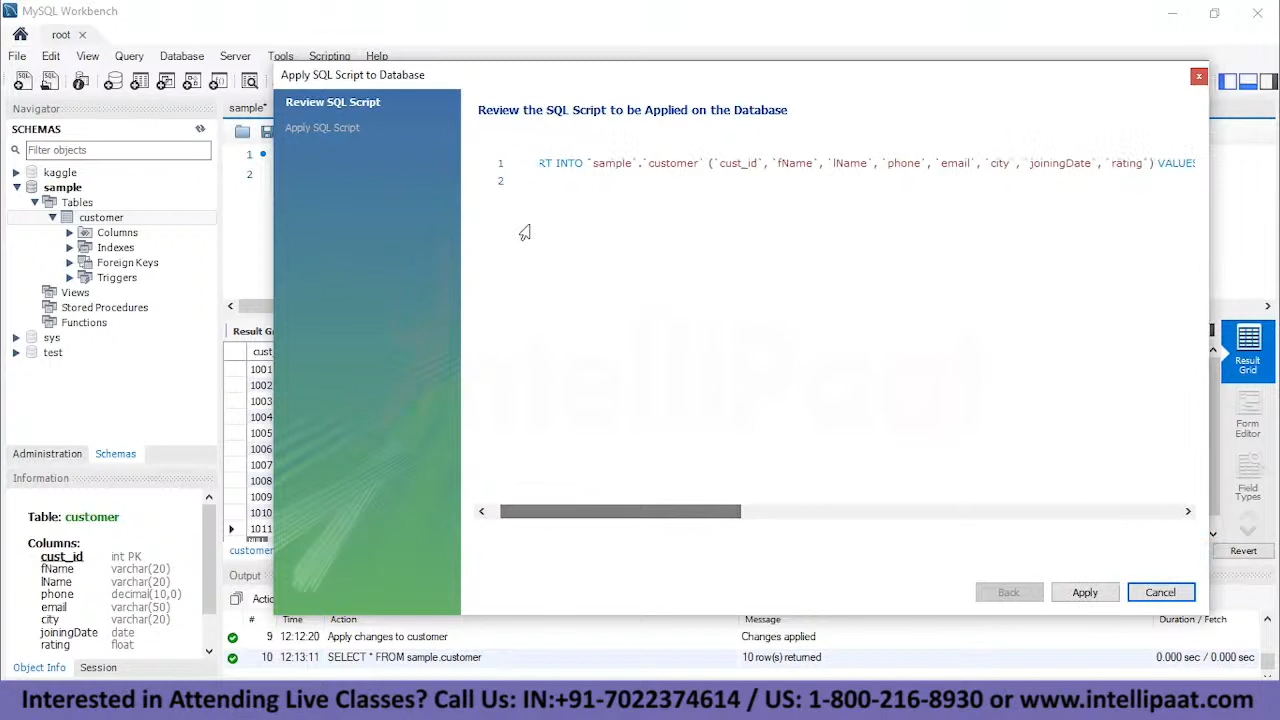 MySQL Workbench
root
File Edit View Query Database Server Tools Scripting Help
Navigator
SCHEMAS
Filter objects
kaggle
sample
Tables
customer
Columns
Indexes
Foreign Keys
Triggers
Views
Stored Procedures
Functions
sys
test
Administration Schemas
Information
Table: customer
Columns:
cust_id int PK
fName varchar(20)
lName varchar(20)
phone decimal(10,0)
email varchar(50)
city varchar(20)
joiningDate date
rating float
Object Info Session
sample*
1
2
Result Gr
cust
1001
1002
1003
1004
1005
1006
1007
1008
1009
1010
1011
NULL
customer
Apply SQL Script to Database
Review SQL Script
Apply SQL Script
Review the SQL Script to be Applied on the Database
1 RT INTO `sample`.`customer` (`cust_id`, `fName`, `lName`, `phone`, `email`, `city`, `joiningDate`, `rating`) VALUES
2
Back Apply Cancel
Result
Grid
Form
Editor
Field
Types
Revert
Output
Action
# Time Action Message Duration / Fetch
9 12:12:20 Apply changes to customer Changes applied
10 12:13:11 SELECT * FROM sample.customer 10 row(s) returned 0.000 sec / 0.000 sec
Interested in Attending Live Classes? Call Us: IN:+91-7022374614 / US: 1-800-216-8930 or www.intellipaat.com